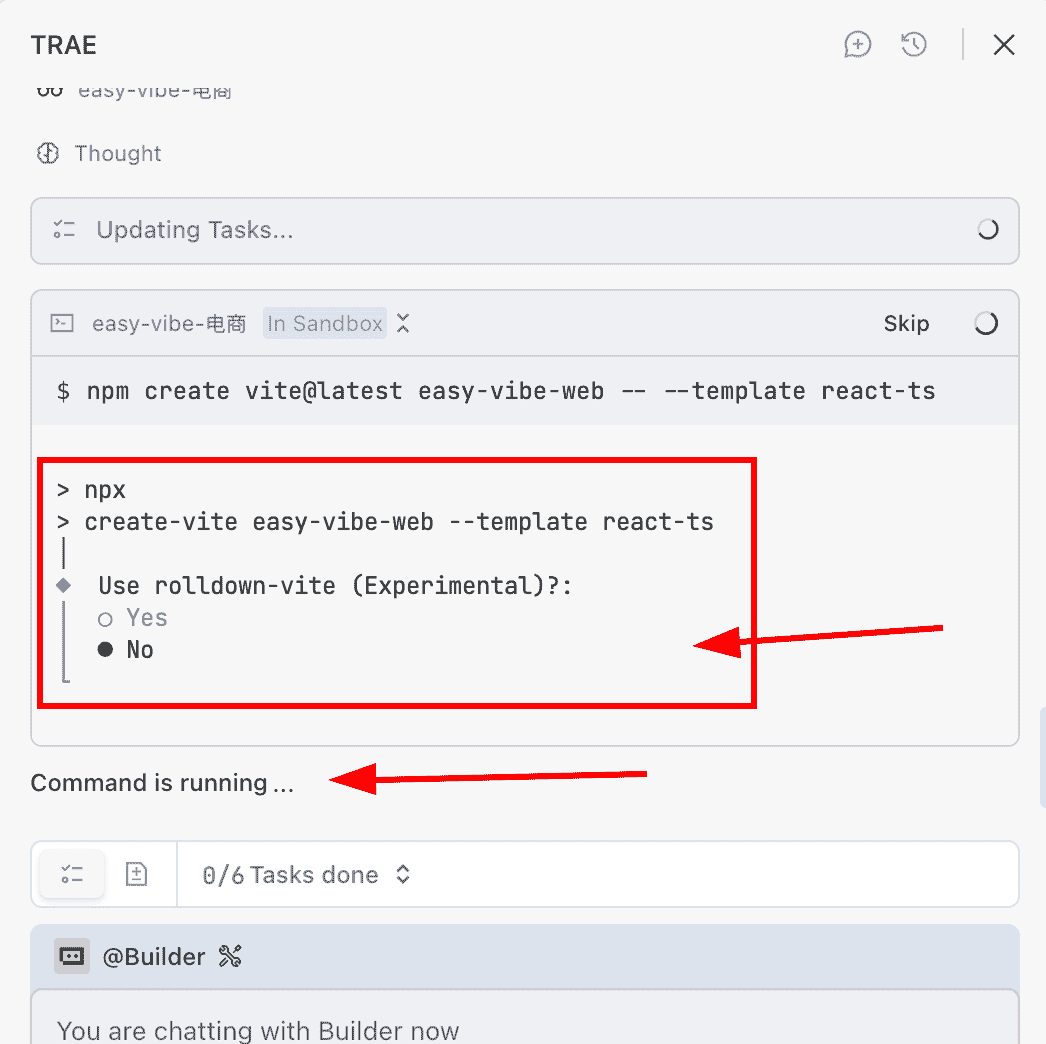 TRAE
easy-vibe-电商
Thought
Updating Tasks...
easy-vibe-电商 In Sandbox Skip
$ npm create vite@latest easy-vibe-web -- --template react-ts
> npx
> create-vite easy-vibe-web --template react-ts
Use rolldown-vite (Experimental)?:
Yes
No
Command is running ...
0/6 Tasks done
@Builder
You are chatting with Builder now